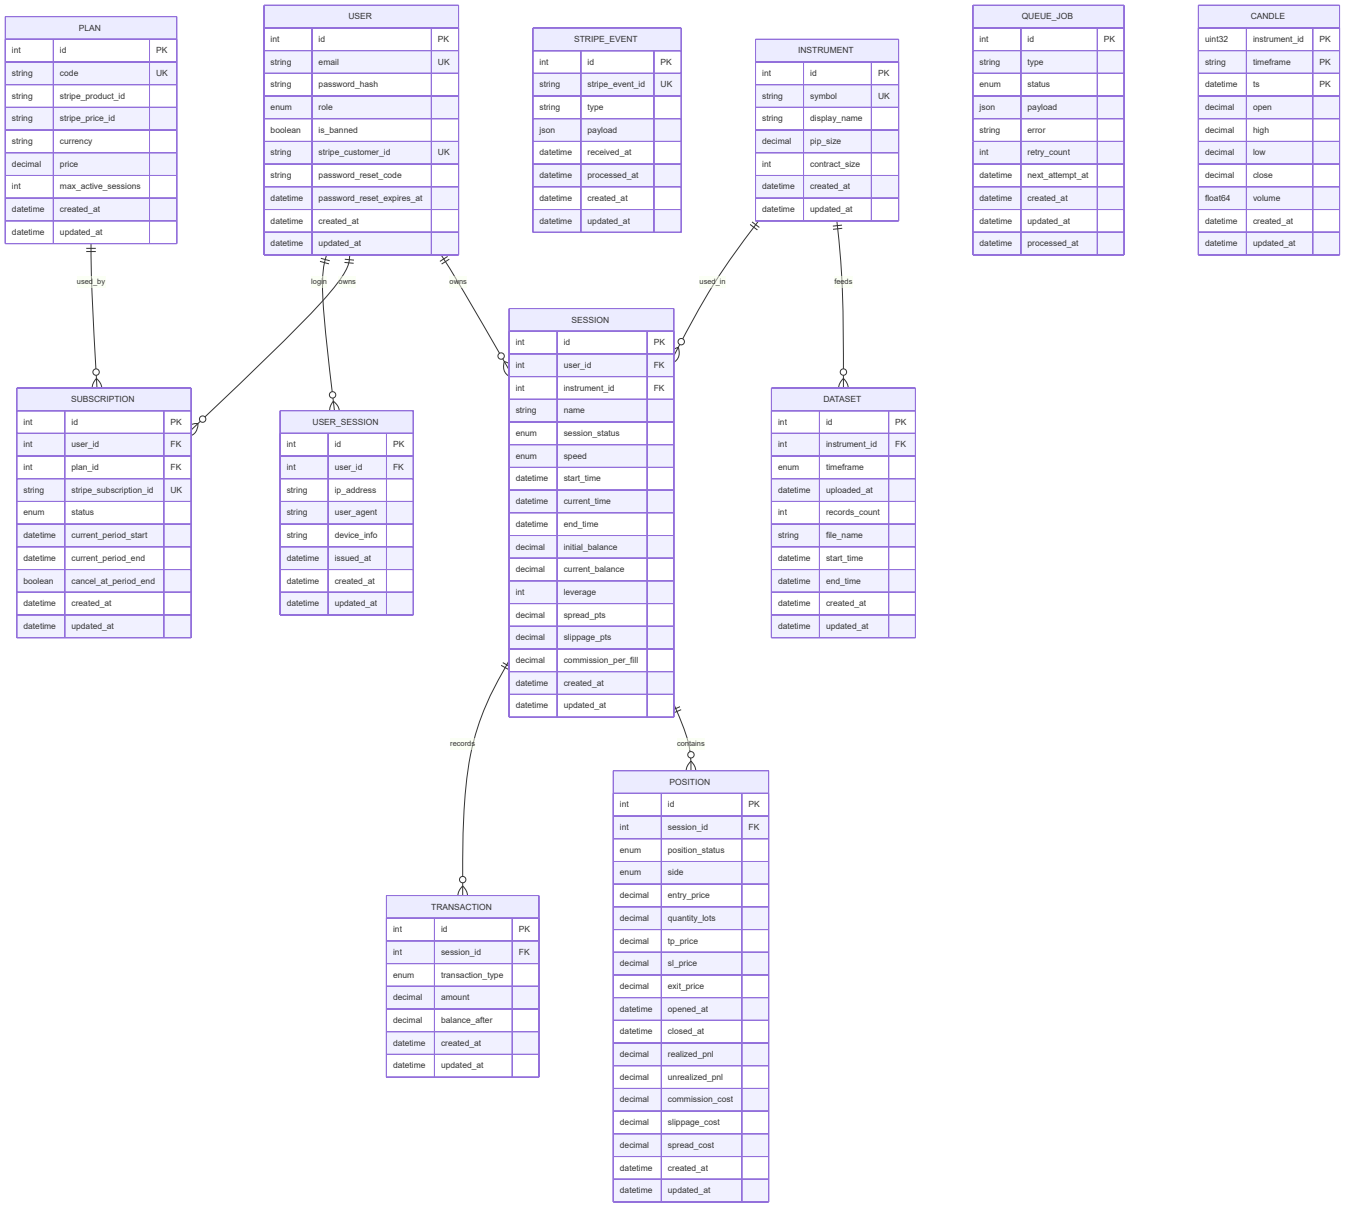 PLAN
int id PK
string code UK
string stripe_product_id
string stripe_price_id
string currency
decimal price
int max_active_sessions
datetime created_at
datetime updated_at
USER
int id PK
string email UK
string password_hash
enum role
boolean is_banned
string stripe_customer_id UK
string password_reset_code
datetime password_reset_expires_at
datetime created_at
datetime updated_at
STRIPE_EVENT
int id PK
string stripe_event_id UK
string type
json payload
datetime received_at
datetime processed_at
datetime created_at
datetime updated_at
INSTRUMENT
int id PK
string symbol UK
string display_name
decimal pip_size
int contract_size
datetime created_at
datetime updated_at
QUEUE_JOB
int id PK
string type
enum status
json payload
string error
int retry_count
datetime next_attempt_at
datetime created_at
datetime updated_at
datetime processed_at
CANDLE
uint32 instrument_id PK
string timeframe PK
datetime ts PK
decimal open
decimal high
decimal low
decimal close
float64 volume
datetime created_at
datetime updated_at
used_by
login
owns
owns
used_in
feeds
SUBSCRIPTION
int id PK
int user_id FK
int plan_id FK
string stripe_subscription_id UK
enum status
datetime current_period_start
datetime current_period_end
boolean cancel_at_period_end
datetime created_at
datetime updated_at
USER_SESSION
int id PK
int user_id FK
string ip_address
string user_agent
string device_info
datetime issued_at
datetime created_at
datetime updated_at
SESSION
int id PK
int user_id FK
int instrument_id FK
string name
enum session_status
enum speed
datetime start_time
datetime current_time
datetime end_time
decimal initial_balance
decimal current_balance
int leverage
decimal spread_pts
decimal slippage_pts
decimal commission_per_fill
datetime created_at
datetime updated_at
DATASET
int id PK
int instrument_id FK
enum timeframe
datetime uploaded_at
int records_count
string file_name
datetime start_time
datetime end_time
datetime created_at
datetime updated_at
records
contains
TRANSACTION
int id PK
int session_id FK
enum transaction_type
decimal amount
decimal balance_after
datetime created_at
datetime updated_at
POSITION
int id PK
int session_id FK
enum position_status
enum side
decimal entry_price
decimal quantity_lots
decimal tp_price
decimal sl_price
decimal exit_price
datetime opened_at
datetime closed_at
decimal realized_pnl
decimal unrealized_pnl
decimal commission_cost
decimal slippage_cost
decimal spread_cost
datetime created_at
datetime updated_at